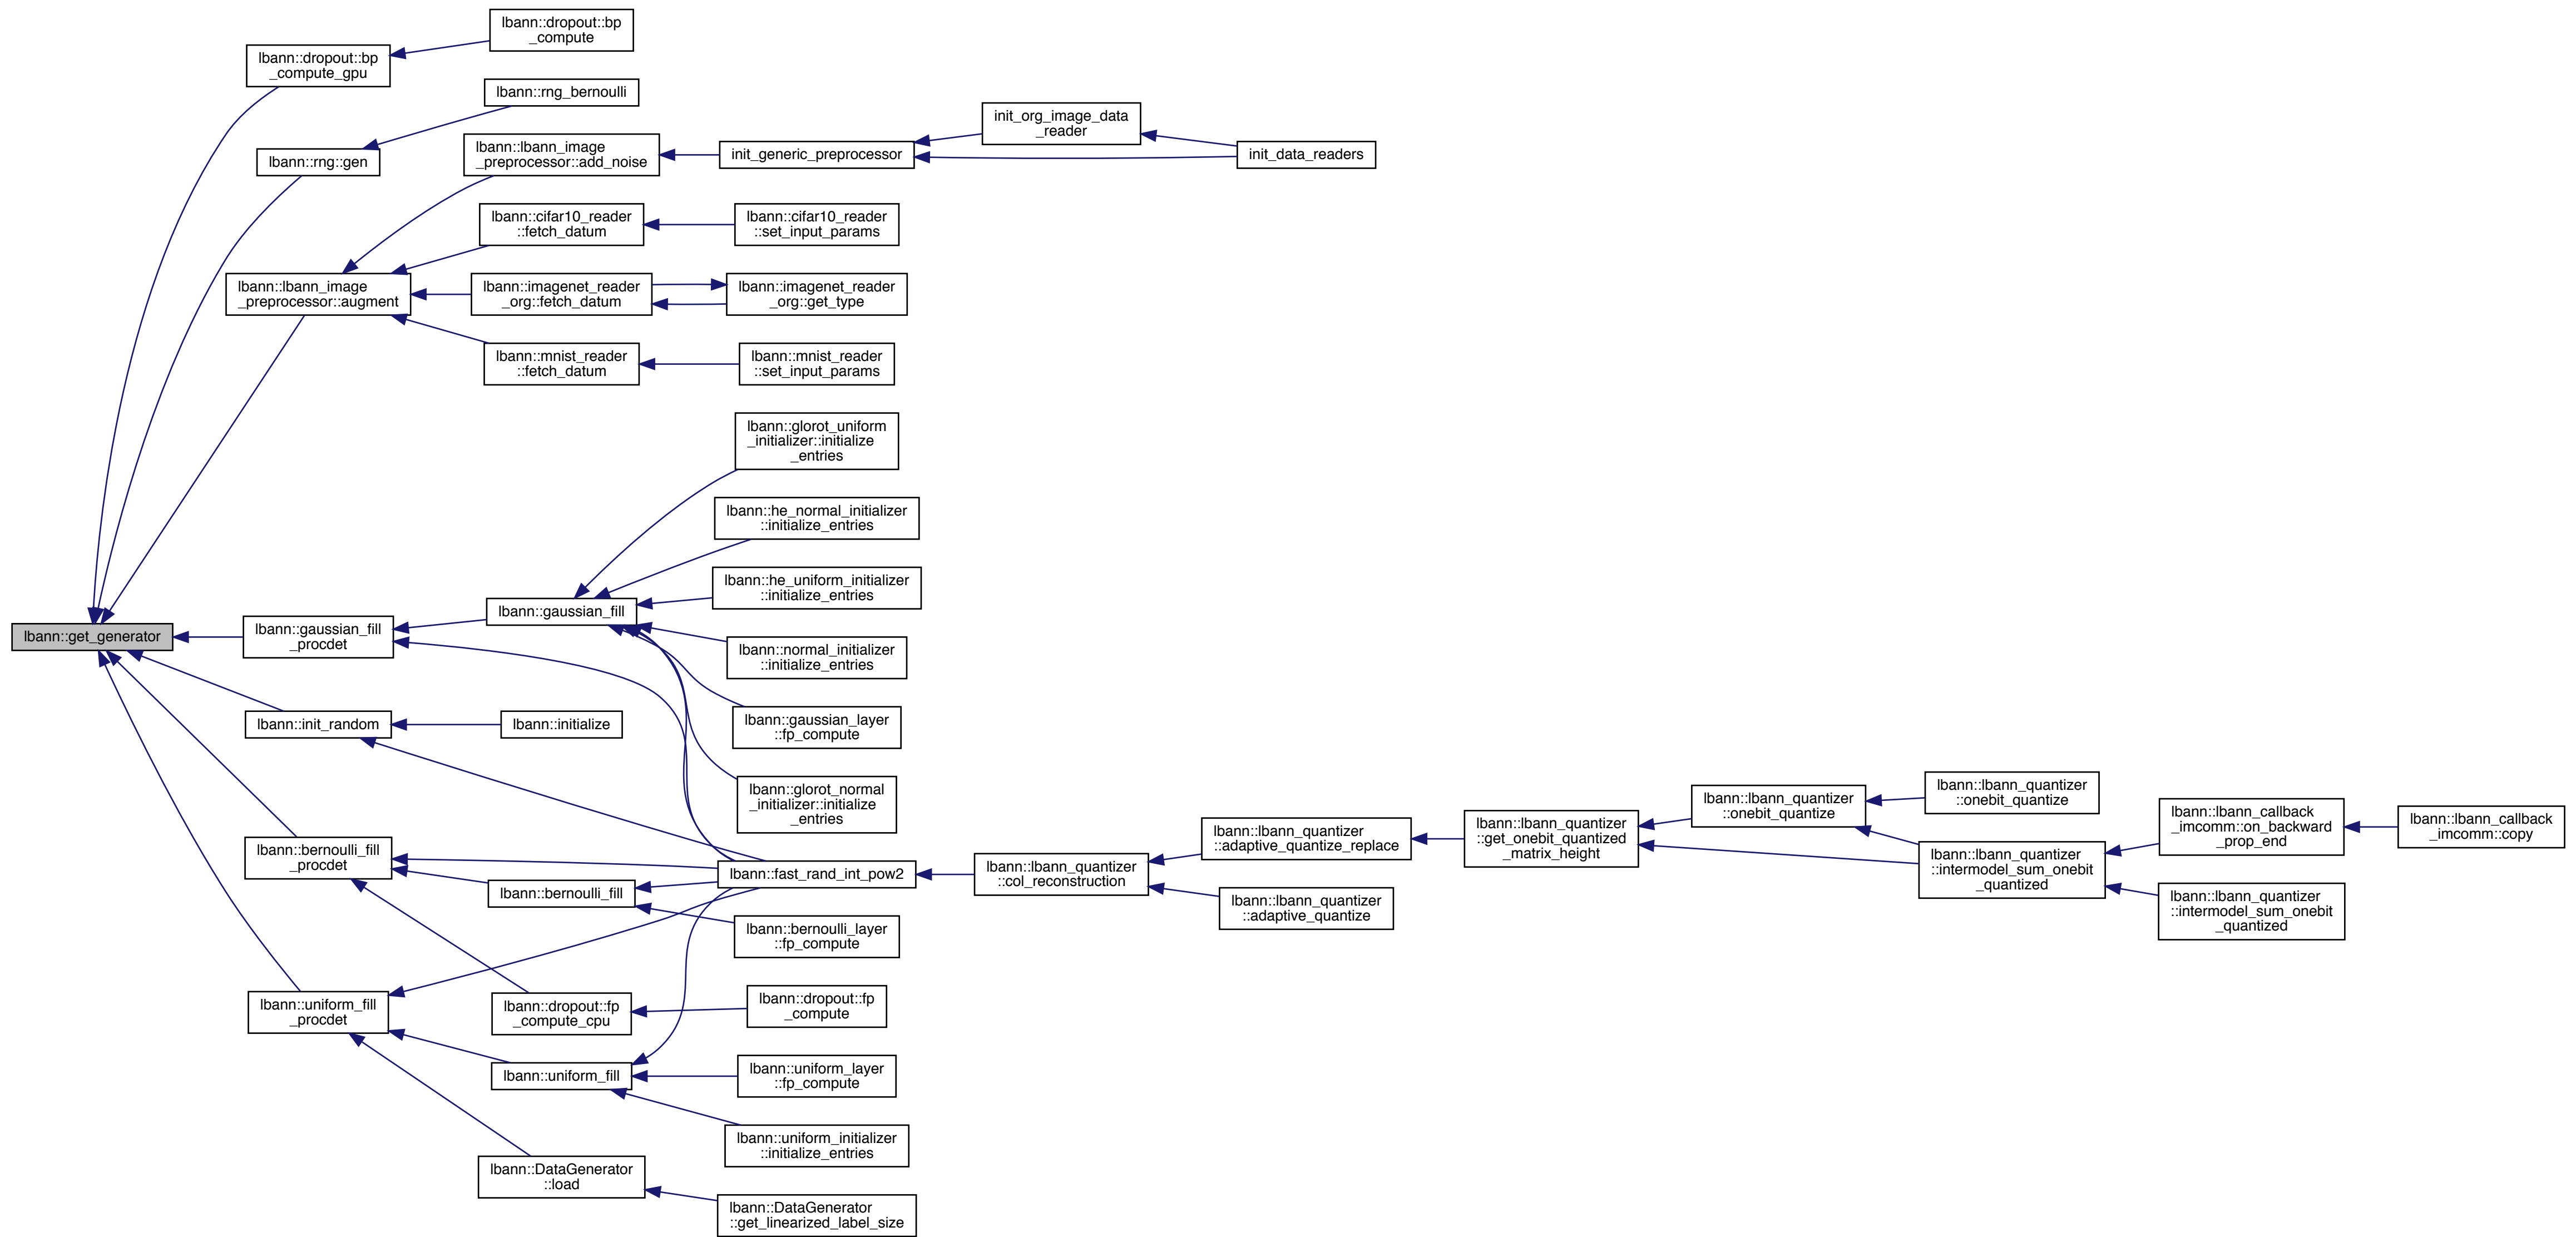 lbann::dropout::bp
_compute
lbann::dropout::bp
_compute_gpu
lbann::rng_bernoulli
lbann::rng::gen
lbann::lbann_image
_preprocessor::add_noise
init_generic_preprocessor
init_org_image_data
_reader
init_data_readers
lbann::cifar10_reader
::fetch_datum
lbann::cifar10_reader
::set_input_params
lbann::lbann_image
_preprocessor::augment
lbann::imagenet_reader
_org::fetch_datum
lbann::imagenet_reader
_org::get_type
lbann::mnist_reader
::fetch_datum
lbann::mnist_reader
::set_input_params
lbann::glorot_uniform
_initializer::initialize
_entries
lbann::he_normal_initializer
::initialize_entries
lbann::he_uniform_initializer
::initialize_entries
lbann::gaussian_fill
lbann::get_generator
lbann::gaussian_fill
_procdet
lbann::normal_initializer
::initialize_entries
lbann::gaussian_layer
::fp_compute
lbann::init_random
lbann::initialize
lbann::glorot_normal
_initializer::initialize
_entries
lbann::bernoulli_fill
_procdet
lbann::fast_rand_int_pow2
lbann::bernoulli_fill
lbann::bernoulli_layer
::fp_compute
lbann::lbann_quantizer
::col_reconstruction
lbann::lbann_quantizer
::adaptive_quantize_replace
lbann::lbann_quantizer
::adaptive_quantize
lbann::lbann_quantizer
::get_onebit_quantized
_matrix_height
lbann::lbann_quantizer
::onebit_quantize
lbann::lbann_quantizer
::onebit_quantize
lbann::lbann_quantizer
::intermodel_sum_onebit
_quantized
lbann::lbann_callback
_imcomm::on_backward
_prop_end
lbann::lbann_callback
_imcomm::copy
lbann::lbann_quantizer
::intermodel_sum_onebit
_quantized
lbann::uniform_fill
_procdet
lbann::dropout::fp
_compute_cpu
lbann::dropout::fp
_compute
lbann::uniform_fill
lbann::uniform_layer
::fp_compute
lbann::uniform_initializer
::initialize_entries
lbann::DataGenerator
::load
lbann::DataGenerator
::get_linearized_label_size